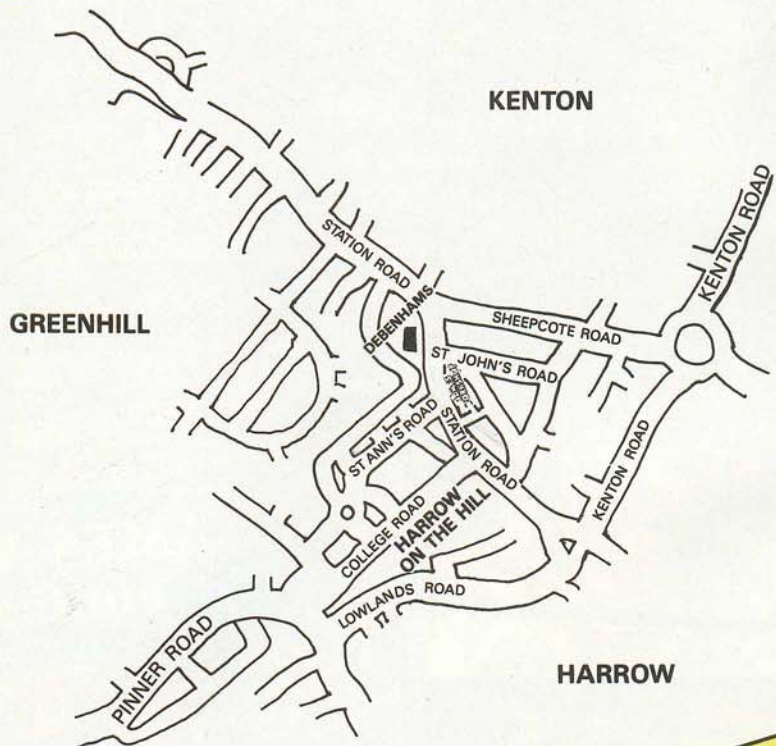 KENTON
KENTON ROAD
STATION ROAD
GREENHILL
DEBENHAMS
SHEEPCOTE ROAD
ST. JOHN'S ROAD
ST ANN'S ROAD
STATION ROAD
KENTON ROAD
COLLEGE ROAD
HARROW
ON THE HILL
LOWLANDS ROAD
PINNER ROAD
HARROW